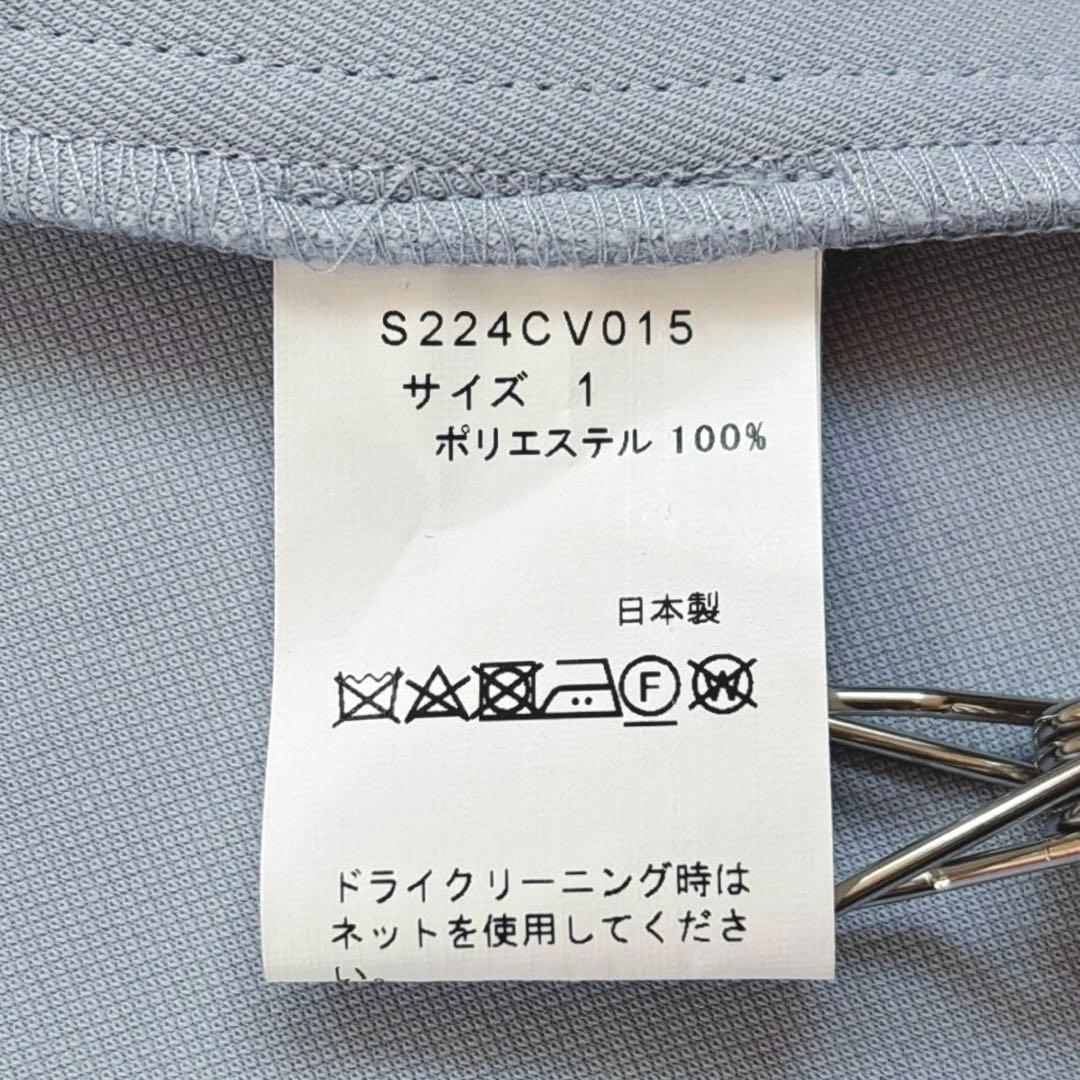 S224CV015
サイズ 1
ポリエステル 100%
日本製
F W
ドライクリーニング時は
ネットを使用してくださ
い。